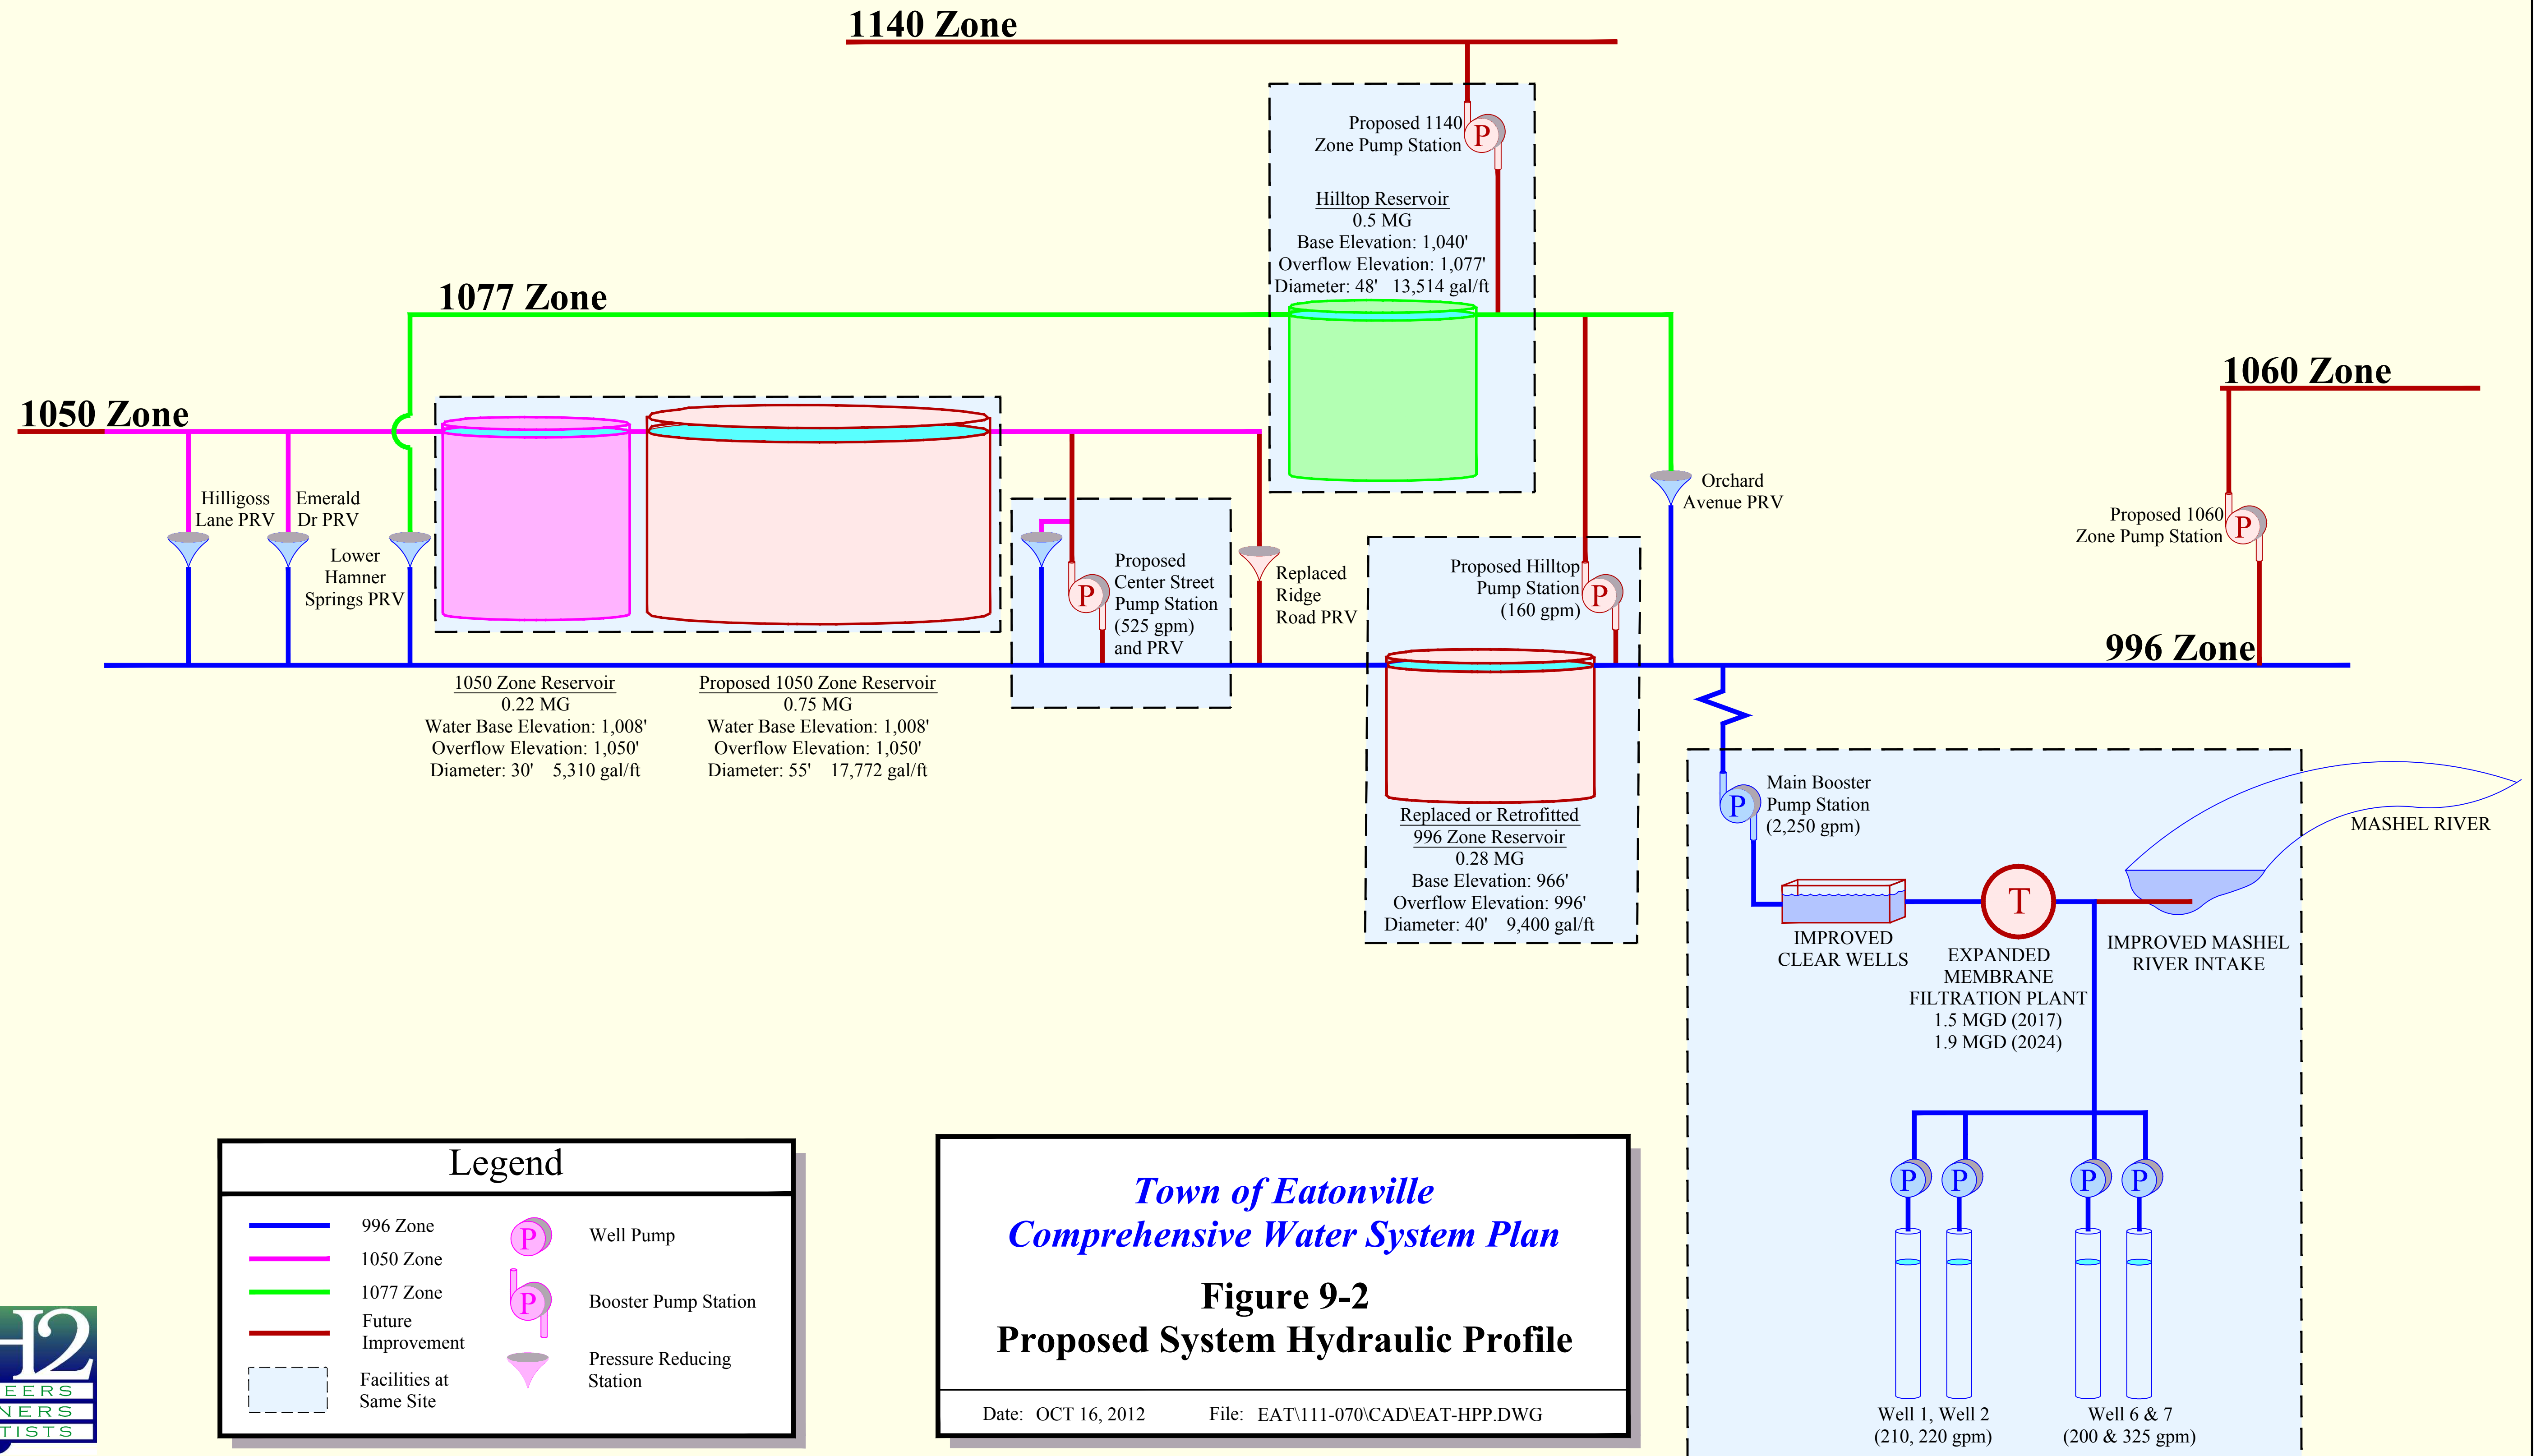 1140 Zone
Proposed 1140
Zone Pump Station
P
Hilltop Reservoir
0.5 MG
Base Elevation: 1,040'
Overflow Elevation: 1,077'
Diameter: 48' 13,514 gal/ft
1077 Zone
1060 Zone
1050 Zone
Hilligoss
Lane PRV
Emerald
Dr PRV
Lower
Hamner
Springs PRV
Proposed
Center Street
Pump Station
(525 gpm)
and PRV
P
Replaced
Ridge
Road PRV
Proposed Hilltop
Pump Station
(160 gpm)
P
Orchard
Avenue PRV
Proposed 1060
Zone Pump Station
P
996 Zone
1050 Zone Reservoir
0.22 MG
Water Base Elevation: 1,008'
Overflow Elevation: 1,050'
Diameter: 30' 5,310 gal/ft
Proposed 1050 Zone Reservoir
0.75 MG
Water Base Elevation: 1,008'
Overflow Elevation: 1,050'
Diameter: 55' 17,772 gal/ft
Replaced or Retrofitted
996 Zone Reservoir
0.28 MG
Base Elevation: 966'
Overflow Elevation: 996'
Diameter: 40' 9,400 gal/ft
P
Main Booster
Pump Station
(2,250 gpm)
MASHEL RIVER
IMPROVED
CLEAR WELLS
T
EXPANDED
MEMBRANE
FILTRATION PLANT
1.5 MGD (2017)
1.9 MGD (2024)
IMPROVED MASHEL
RIVER INTAKE
P P P P
Well 1, Well 2
(210, 220 gpm)
Well 6 & 7
(200 & 325 gpm)
Legend
996 Zone
1050 Zone
1077 Zone
Future
Improvement
Facilities at
Same Site
P
Well Pump
P
Booster Pump Station
Pressure Reducing
Station
Town of Eatonville
Comprehensive Water System Plan
Figure 9-2
Proposed System Hydraulic Profile
Date: OCT 16, 2012 File: EAT\111-070\CAD\EAT-HPP.DWG
H2
EERS
NERS
TISTS